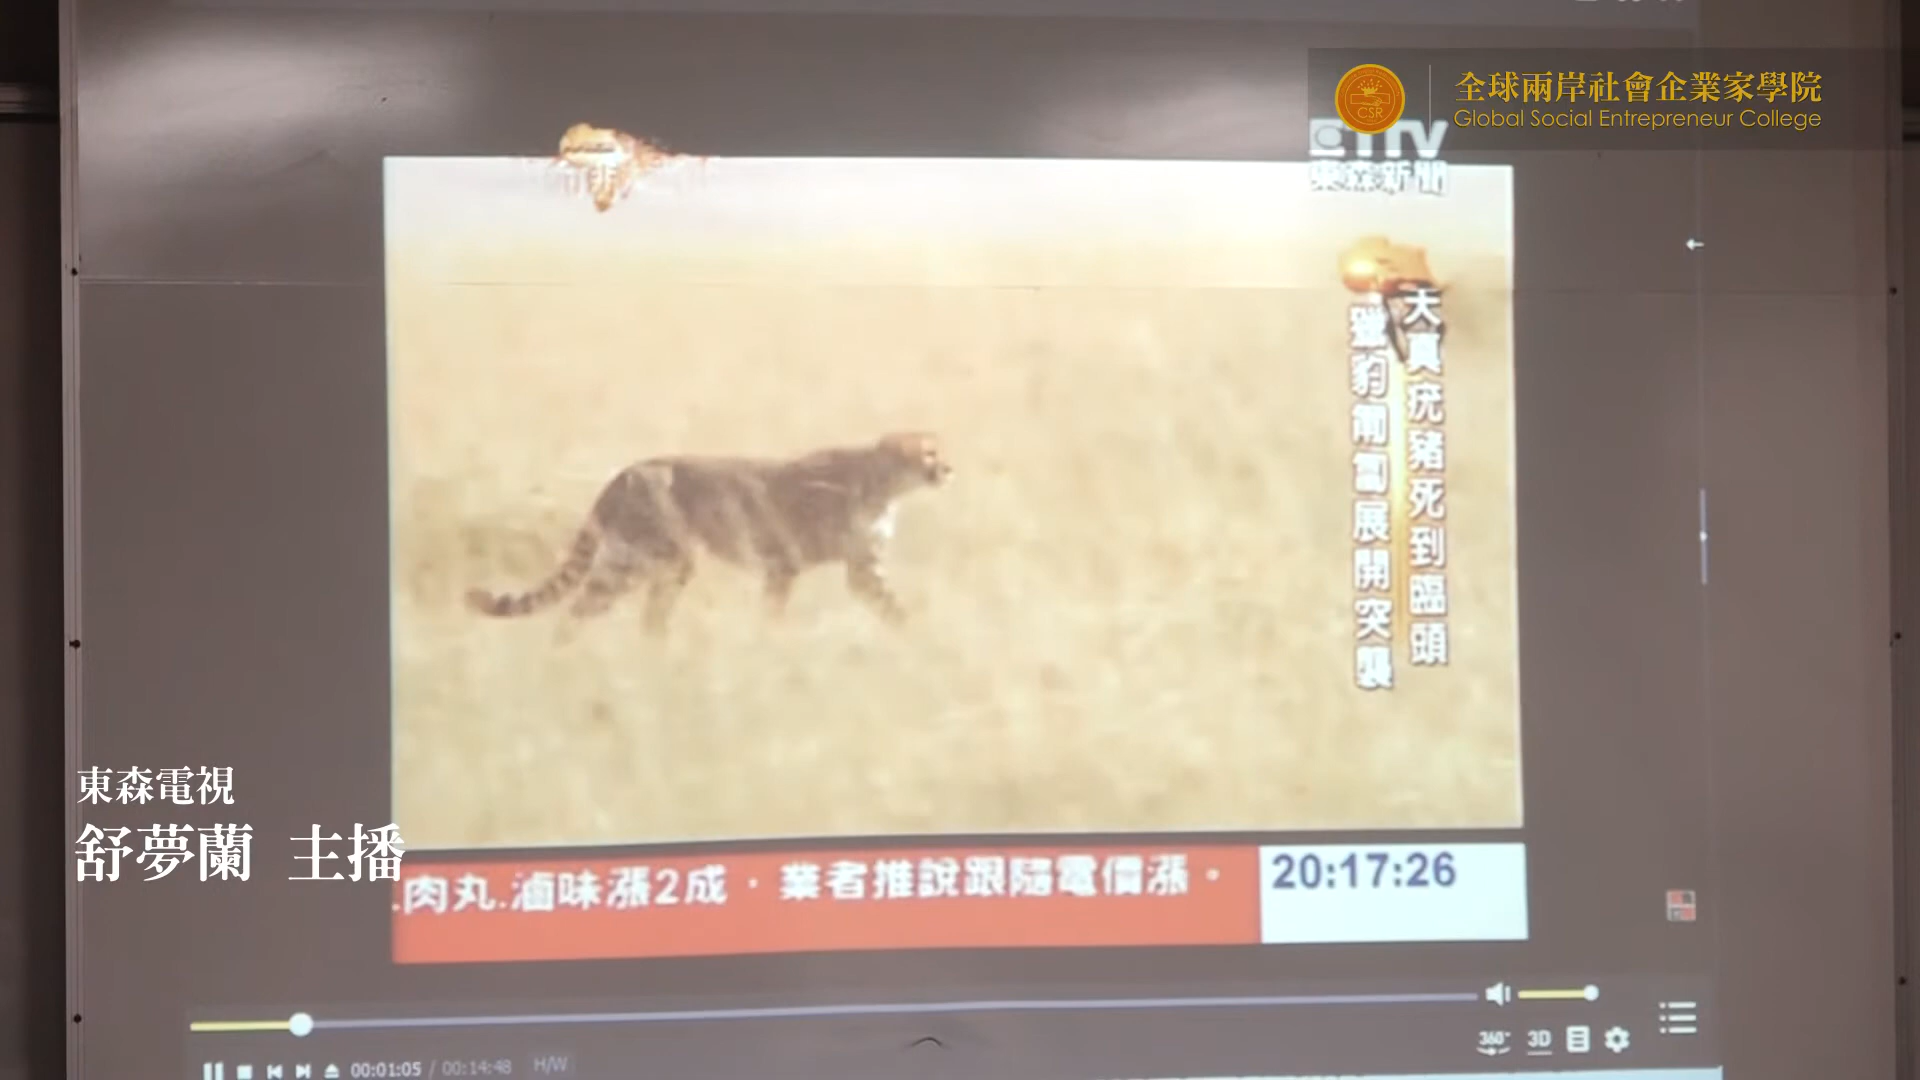 全球兩岸社會企業家學院
Global Social Entrepreneur College
CSR
ETTV
東森新聞
非
天真疣豬死到臨頭
獵豹匍匐展開突襲
東森電視
舒夢蘭 主播
.肉丸.滷味漲2成,業者推說跟隨電價漲。
20:17:26
00:01:05 / 00:14:48 H/W
360°
3D